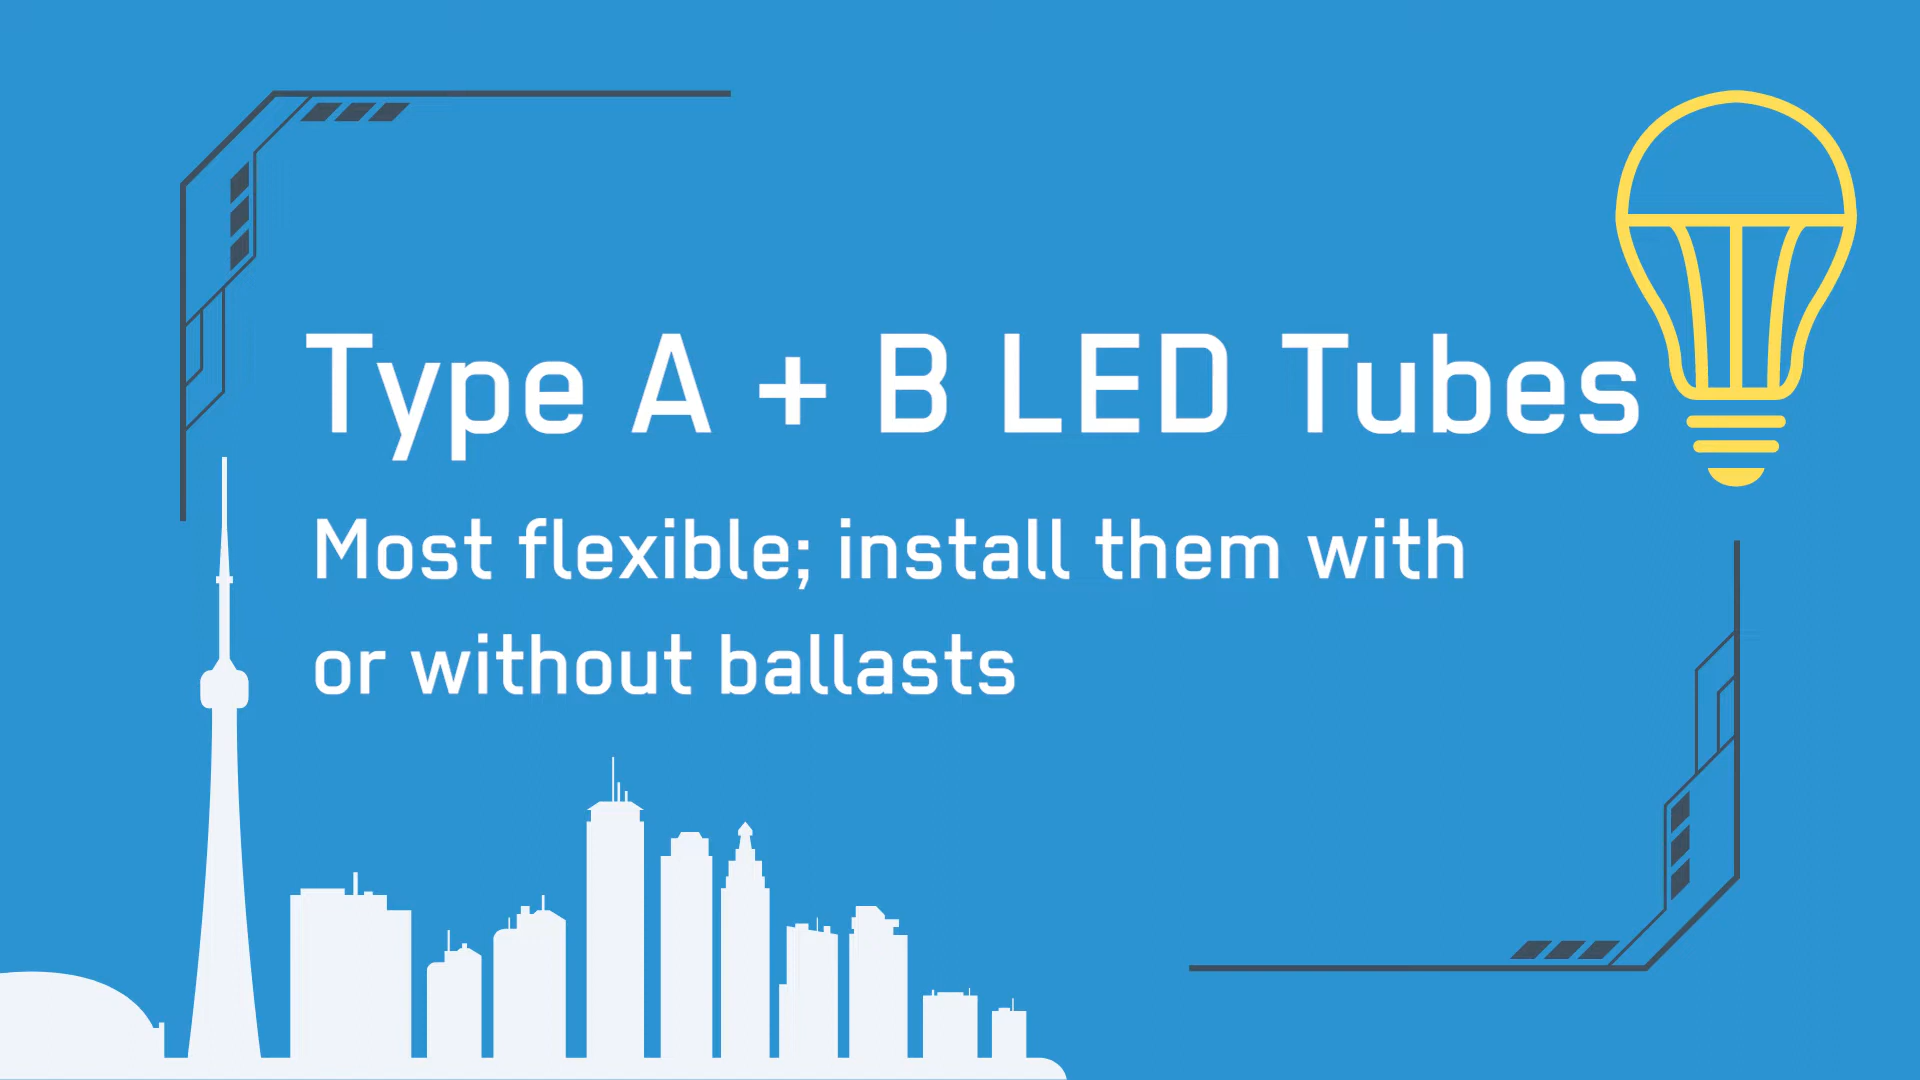 Type A + B LED Tubes
Most flexible; install them with
or without ballasts